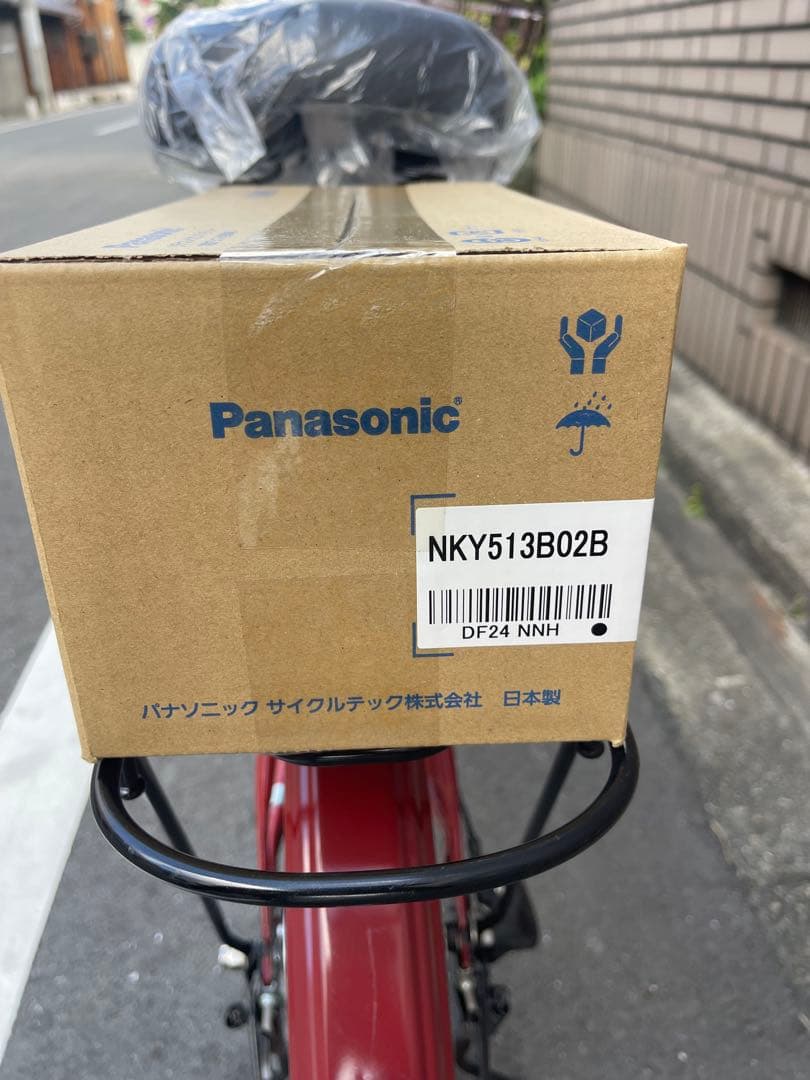 Panasonic
Panasonic®
NKY513B02B
DF24 NNH
パナソニック サイクルテック株式会社 日本製